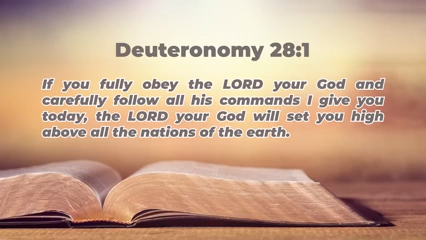 Deuteronomy 28:1
If you fully obey the LORD your God and
carefully follow all his commands I give you
today, the LORD your God will set you high
above all the nations of the earth.